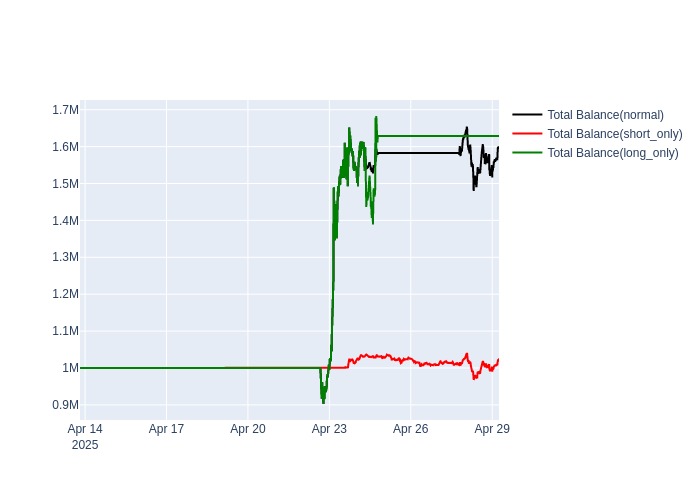 1.7M
1.6M
1.5M
1.4M
1.3M
1.2M
1.1M
1M
0.9M
Apr 14
2025
Apr 17
Apr 20
Apr 23
Apr 26
Apr 29
Total Balance(normal)
Total Balance(short_only)
Total Balance(long_only)